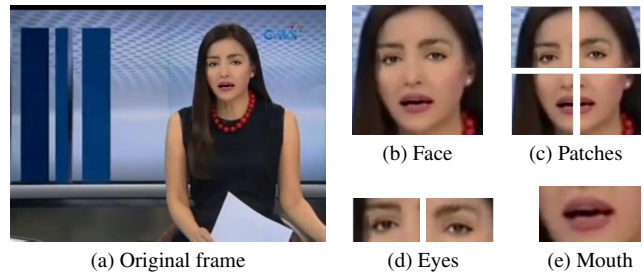 (b) Face
(c) Patches
(a) Original frame
(d) Eyes
(e) Mouth